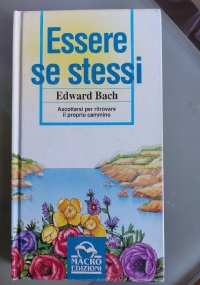 Essere
se stessi
Edward Bach
Ascoltarsi per ritrovare
il proprio cammino
MACRO
EDIZIONI